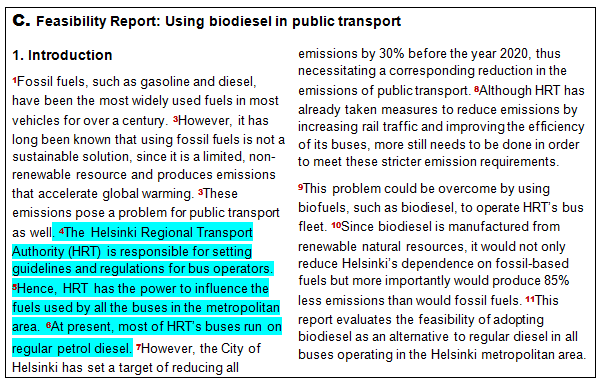 C. Feasibility Report: Using biodiesel in public transport
1. Introduction
1Fossil fuels, such as gasoline and diesel,
have been the most widely used fuels in most
vehicles for over a century. 3However, it has
long been known that using fossil fuels is not a
sustainable solution, since it is a limited, non-
renewable resource and produces emissions
that accelerate global warming. 3These
emissions pose a problem for public transport
as well. 4The Helsinki Regional Transport
Authority (HRT) is responsible for setting
guidelines and regulations for bus operators.
5Hence, HRT has the power to influence the
fuels used by all the buses in the metropolitan
area. 6At present, most of HRT's buses run on
regular petrol diesel. 7However, the City of
Helsinki has set a target of reducing all
emissions by 30% before the year 2020, thus
necessitating a corresponding reduction in the
emissions of public transport. 8Although HRT has
already taken measures to reduce emissions by
increasing rail traffic and improving the efficiency
of its buses, more still needs to be done in order
to meet these stricter emission requirements.
9This problem could be overcome by using
biofuels, such as biodiesel, to operate HRT's bus
fleet. 10Since biodiesel is manufactured from
renewable natural resources, it would not only
reduce Helsinki's dependence on fossil-based
fuels but more importantly would produce 85%
less emissions than would fossil fuels. 11This
report evaluates the feasibility of adopting
biodiesel as an alternative to regular diesel in all
buses operating in the Helsinki metropolitan area.